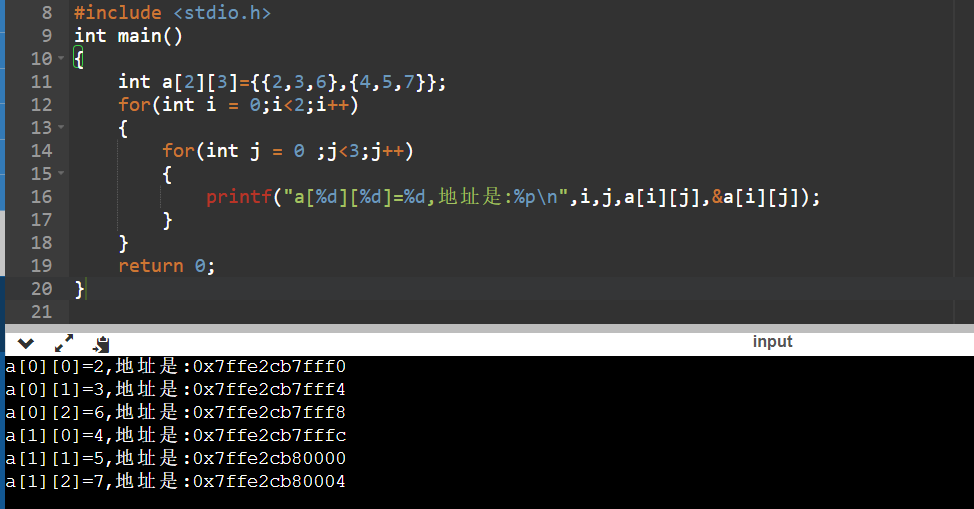 8 #include <stdio.h>
9 int main()
10 {
11 int a[2][3]={{2,3,6},{4,5,7}};
12 for(int i = 0;i<2;i++)
13 {
14 for(int j = 0 ;j<3;j++)
15 {
16 printf("a[%d][%d]=%d,地址是:%p\n",i,j,a[i][j],&a[i][j]);
17 }
18 }
19 return 0;
20 }
21
input
a[0][0]=2,地址是:0x7ffe2cb7fff0
a[0][1]=3,地址是:0x7ffe2cb7fff4
a[0][2]=6,地址是:0x7ffe2cb7fff8
a[1][0]=4,地址是:0x7ffe2cb7fffc
a[1][1]=5,地址是:0x7ffe2cb80000
a[1][2]=7,地址是:0x7ffe2cb80004